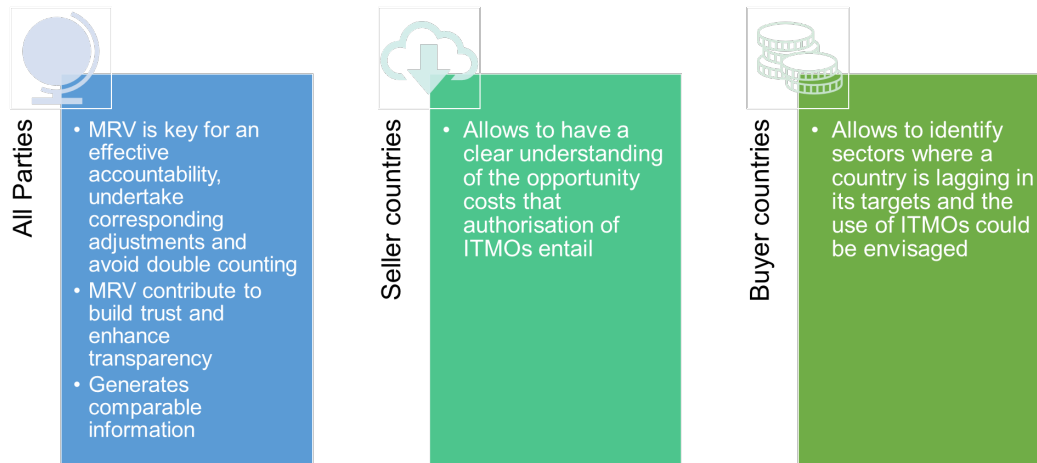 All Parties
• MRV is key for an
effective
accountability,
undertake
corresponding
adjustments and
avoid double counting
• MRV contribute to
build trust and
enhance
transparency
• Generates
comparable
information
Seller countries
• Allows to have a
clear understanding
of the opportunity
costs that
authorisation of
ITMOs entail
Buyer countries
• Allows to identify
sectors where a
country is lagging in
its targets and the
use of ITMOs could
be envisaged